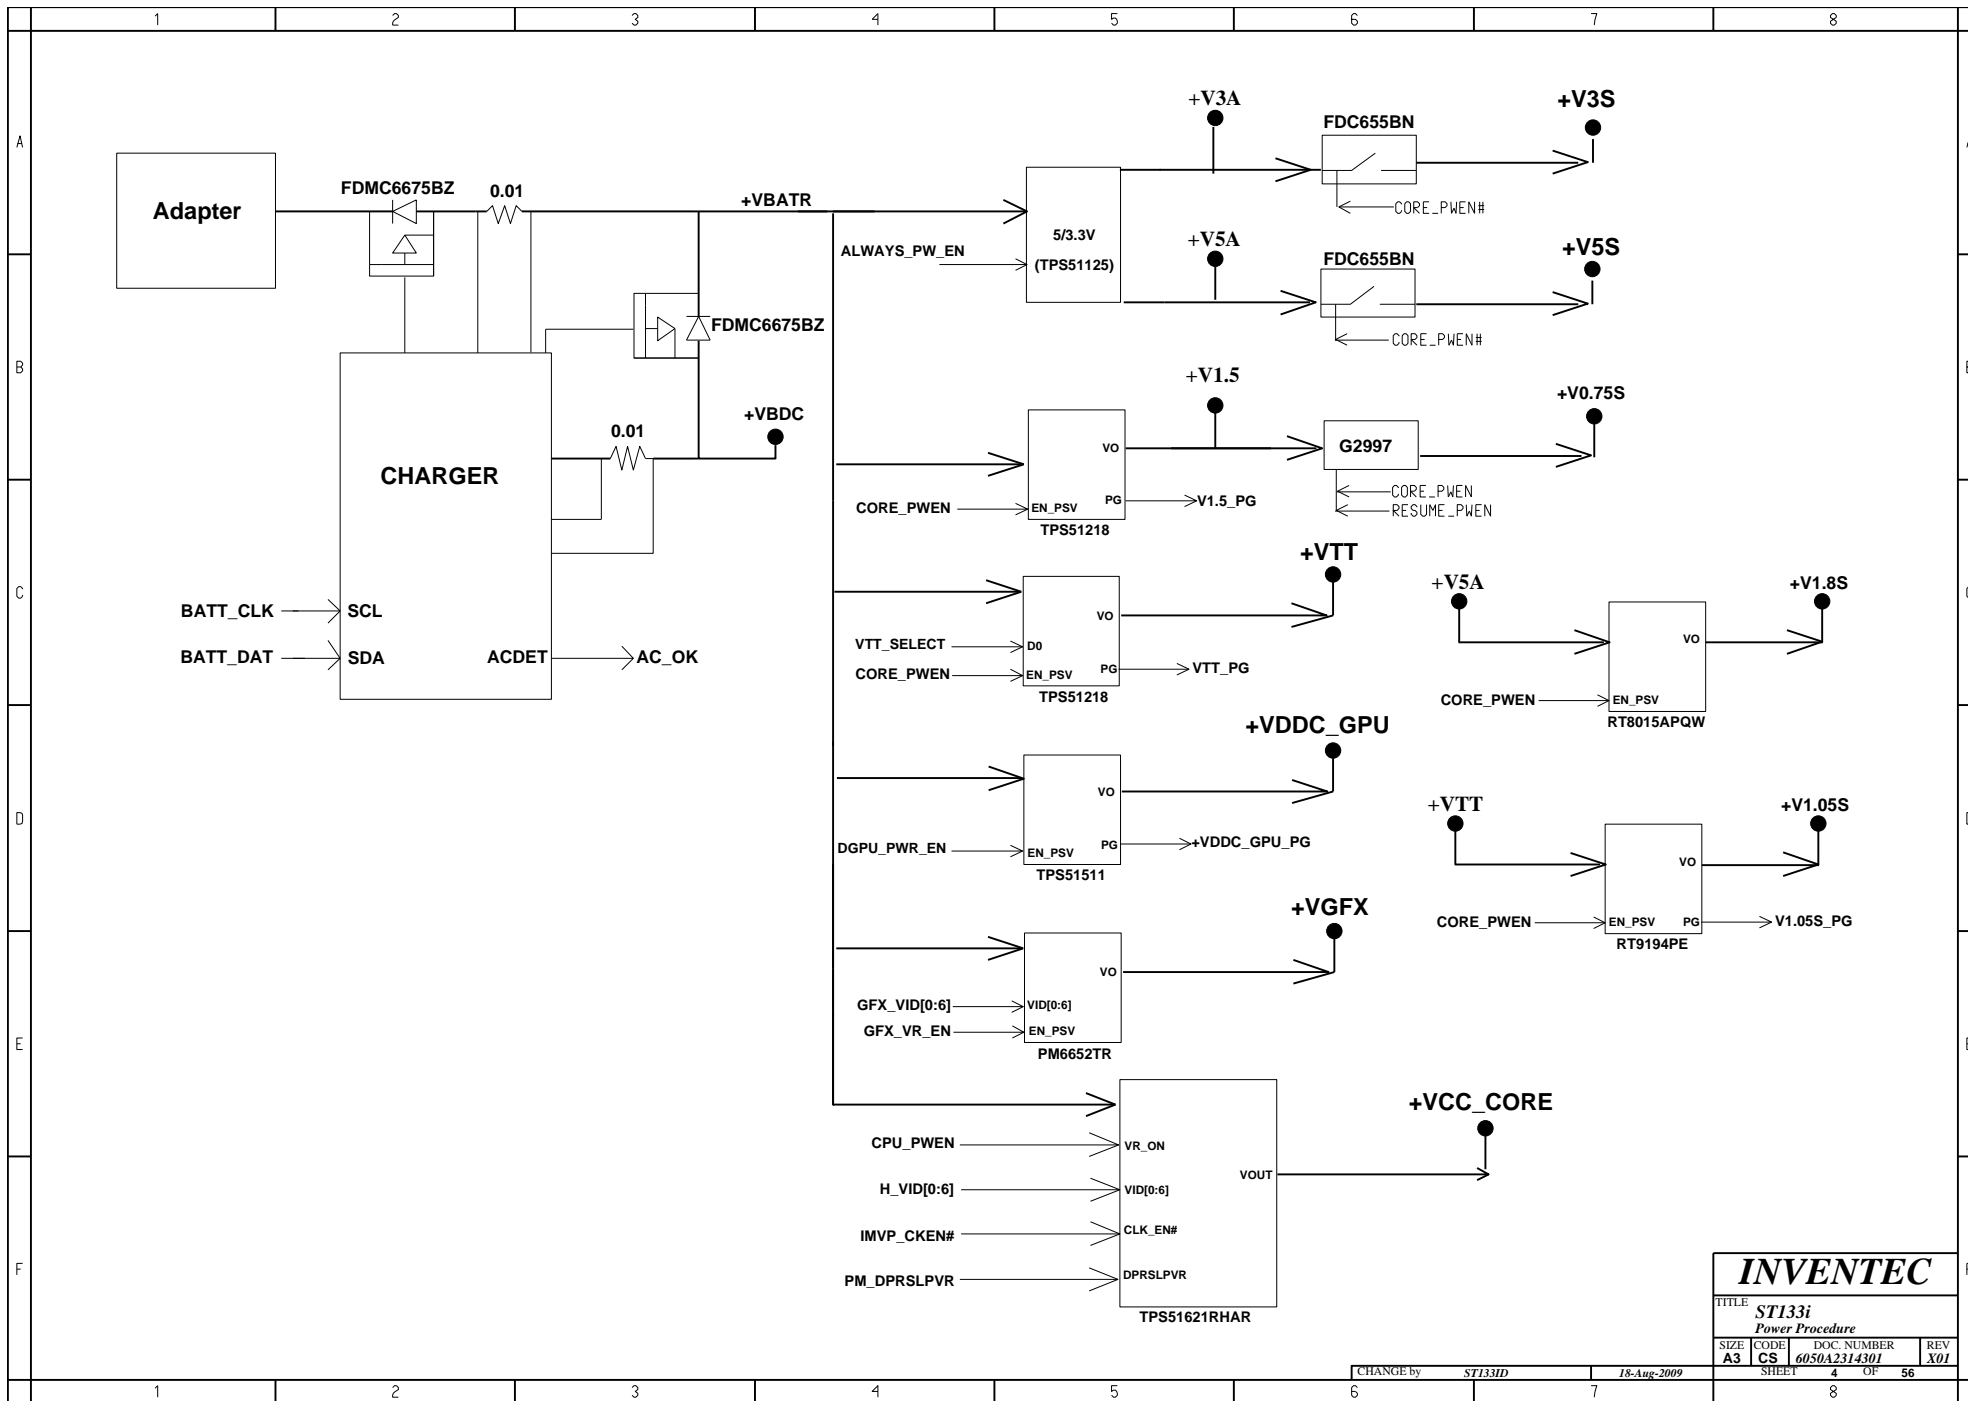 1 2 3 4 5 6 7 8
A
B
C
D
E
F
Adapter
FDMC6675BZ
0.01
+VBATR
FDMC6675BZ
+VBDC
0.01
CHARGER
BATT_CLK
SCL
BATT_DAT
SDA
ACDET
AC_OK
ALWAYS_PW_EN
5/3.3V
(TPS51125)
+V3A
FDC655BN
CORE_PWEN#
+V3S
+V5A
FDC655BN
CORE_PWEN#
+V5S
+V1.5
VO
CORE_PWEN
EN_PSV
PG
V1.5_PG
TPS51218
G2997
CORE_PWEN
RESUME_PWEN
+V0.75S
+VTT
VO
VTT_SELECT
D0
CORE_PWEN
EN_PSV
PG
VTT_PG
TPS51218
+V5A
+V1.8S
VO
CORE_PWEN
EN_PSV
RT8015APQW
+VDDC_GPU
VO
DGPU_PWR_EN
EN_PSV
PG
+VDDC_GPU_PG
TPS51511
+VTT
+V1.05S
VO
CORE_PWEN
EN_PSV
PG
V1.05S_PG
RT9194PE
+VGFX
VO
GFX_VID[0:6]
VID[0:6]
GFX_VR_EN
EN_PSV
PM6652TR
+VCC_CORE
CPU_PWEN
VR_ON
VOUT
H_VID[0:6]
VID[0:6]
IMVP_CKEN#
CLK_EN#
PM_DPRSLPVR
DPRSLPVR
TPS51621RHAR
INVENTEC
TITLE
ST133i
Power Procedure
SIZE CODE DOC. NUMBER REV
A3 CS 6050A2314301 X01
CHANGE by ST133ID 18-Aug-2009 SHEET 4 OF 56
1 2 3 4 5 6 7 8